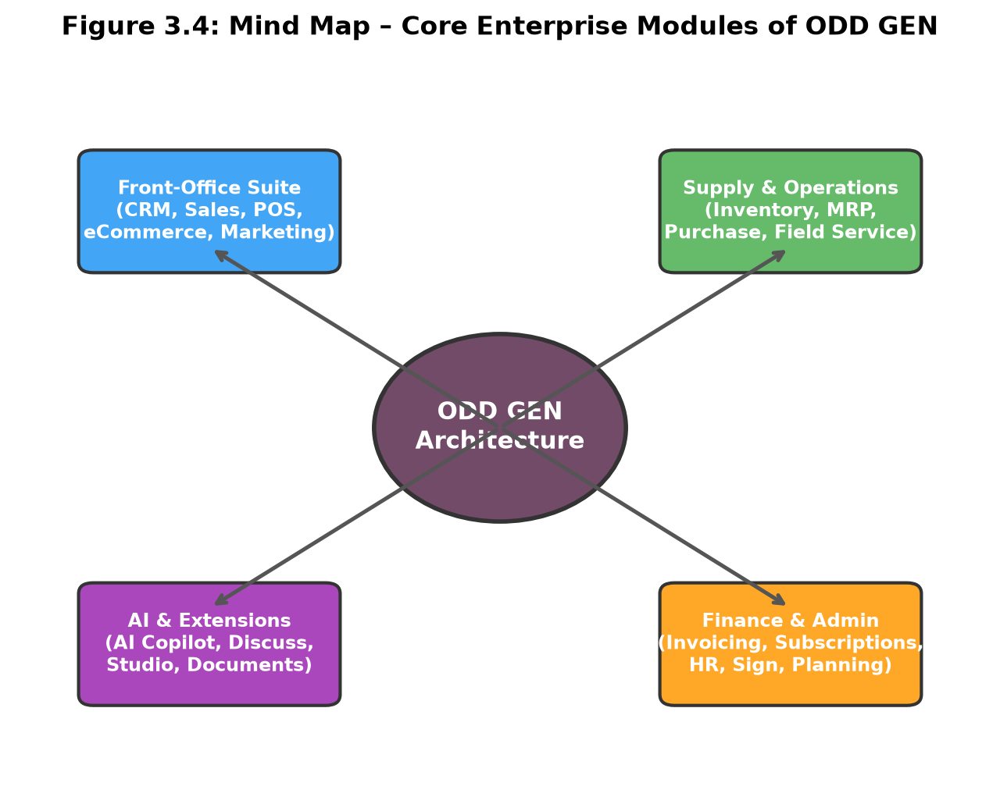 Figure 3.4: Mind Map – Core Enterprise Modules of ODD GEN
Front-Office Suite
(CRM, Sales, POS,
eCommerce, Marketing)
Supply & Operations
(Inventory, MRP,
Purchase, Field Service)
ODD GEN
Architecture
AI & Extensions
(AI Copilot, Discuss,
Studio, Documents)
Finance & Admin
(Invoicing, Subscriptions,
HR, Sign, Planning)